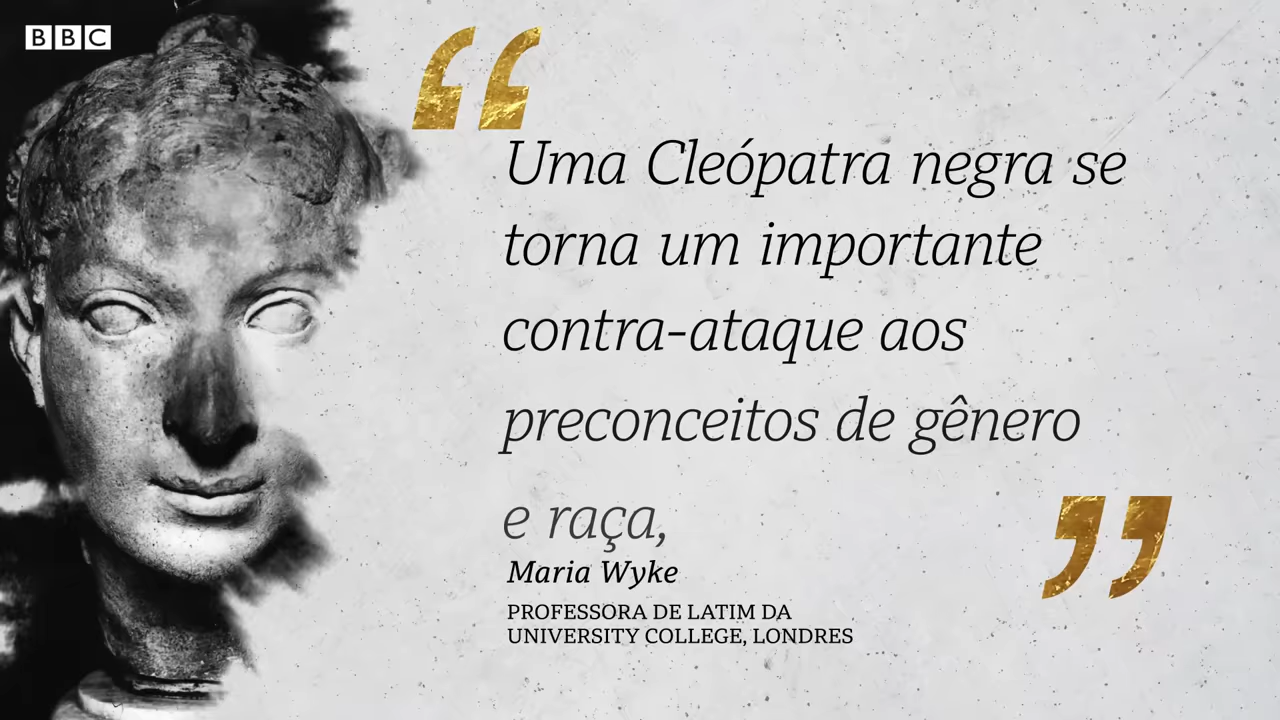 BBC
“
Uma Cleópatra negra se
torna um importante
contra-ataque aos
preconceitos de gênero
e raça,
”
Maria Wyke
PROFESSORA DE LATIM DA
UNIVERSITY COLLEGE, LONDRES